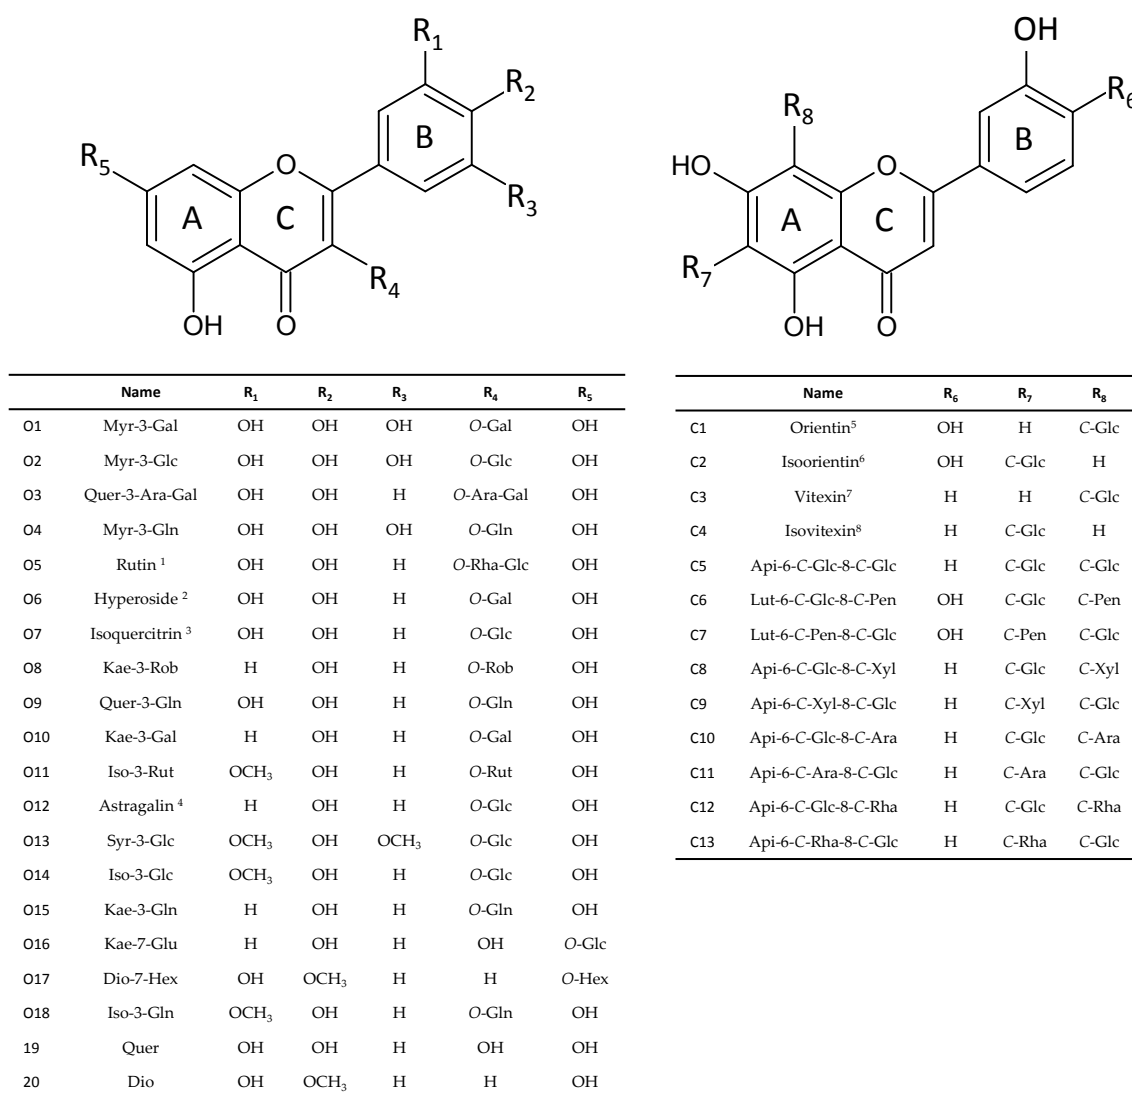 R1
R2
R3
R4
R5
O
O
OH
A
C
B
OH
R6
R7
R8
HO
OH
O
O
A
C
B
Name R1 R2 R3 R4 R5
O1 Myr-3-Gal OH OH OH O-Gal OH
O2 Myr-3-Glc OH OH OH O-Glc OH
O3 Quer-3-Ara-Gal OH OH H O-Ara-Gal OH
O4 Myr-3-Gln OH OH OH O-Gln OH
O5 Rutin 1 OH OH H O-Rha-Glc OH
O6 Hyperoside 2 OH OH H O-Gal OH
O7 Isoquercitrin 3 OH OH H O-Glc OH
O8 Kae-3-Rob H OH H O-Rob OH
O9 Quer-3-Gln OH OH H O-Gln OH
O10 Kae-3-Gal H OH H O-Gal OH
O11 Iso-3-Rut OCH3 OH H O-Rut OH
O12 Astragalin 4 H OH H O-Glc OH
O13 Syr-3-Glc OCH3 OH OCH3 O-Glc OH
O14 Iso-3-Glc OCH3 OH H O-Glc OH
O15 Kae-3-Gln H OH H O-Gln OH
O16 Kae-7-Glu H OH H OH O-Glc
O17 Dio-7-Hex OH OCH3 H H O-Hex
O18 Iso-3-Gln OCH3 OH H O-Gln OH
19 Quer OH OH H OH OH
20 Dio OH OCH3 H H OH
Name R6 R7 R8
C1 Orientin5 OH H C-Glc
C2 Isoorientin6 OH C-Glc H
C3 Vitexin7 H H C-Glc
C4 Isovitexin8 H C-Glc H
C5 Api-6-C-Glc-8-C-Glc H C-Glc C-Glc
C6 Lut-6-C-Glc-8-C-Pen OH C-Glc C-Pen
C7 Lut-6-C-Pen-8-C-Glc OH C-Pen C-Glc
C8 Api-6-C-Glc-8-C-Xyl H C-Glc C-Xyl
C9 Api-6-C-Xyl-8-C-Glc H C-Xyl C-Glc
C10 Api-6-C-Glc-8-C-Ara H C-Glc C-Ara
C11 Api-6-C-Ara-8-C-Glc H C-Ara C-Glc
C12 Api-6-C-Glc-8-C-Rha H C-Glc C-Rha
C13 Api-6-C-Rha-8-C-Glc H C-Rha C-Glc